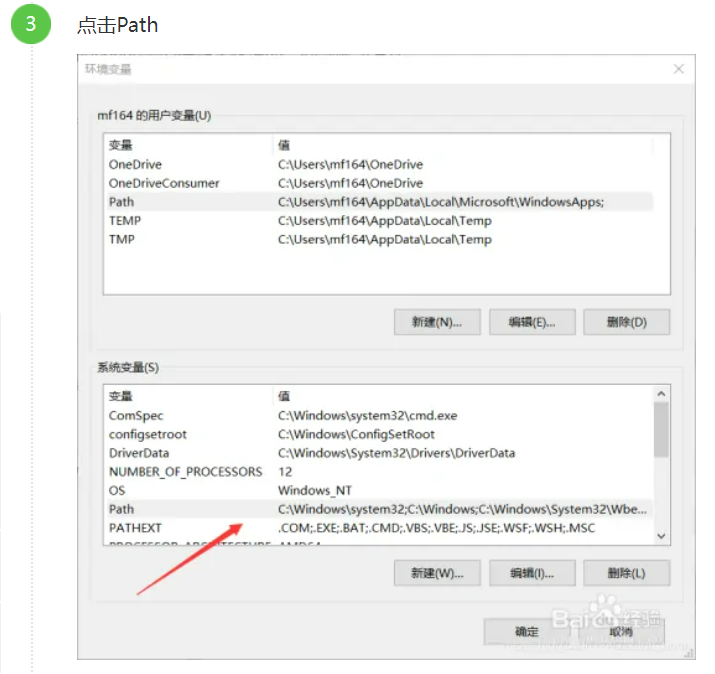 3 点击Path
环境变量
mf164 的用户变量(U)
变量 值
OneDrive C:\Users\mf164\OneDrive
OneDriveConsumer C:\Users\mf164\OneDrive
Path C:\Users\mf164\AppData\Local\Microsoft\WindowsApps;
TEMP C:\Users\mf164\AppData\Local\Temp
TMP C:\Users\mf164\AppData\Local\Temp
新建(N)... 编辑(E)... 删除(D)
系统变量(S)
变量 值
ComSpec C:\Windows\system32\cmd.exe
configsetroot C:\Windows\ConfigSetRoot
DriverData C:\Windows\System32\Drivers\DriverData
NUMBER_OF_PROCESSORS 12
OS Windows_NT
Path C:\Windows\system32;C:\Windows;C:\Windows\System32\Wbe...
PATHEXT .COM;.EXE;.BAT;.CMD;.VBS;.VBE;.JS;.JSE;.WSF;.WSH;.MSC
PROCESSOR_ARCHITECTURE AMD64
新建(W)... 编辑(I)... 删除(L)
Baidu 经验
确定 取消